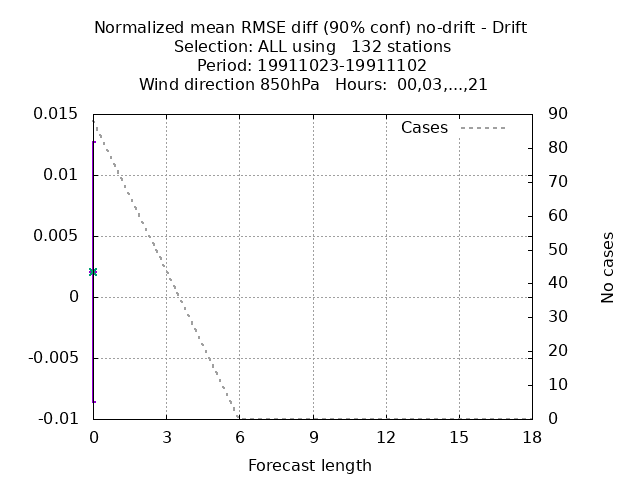 Normalized mean RMSE diff (90% conf) no-drift - Drift
Selection: ALL using   132 stations
Period: 19911023-19911102
Wind direction 850hPa   Hours:  00,03,...,21
0.015
0.01
0.005
0
-0.005
-0.01
Cases
90
80
70
60
50
40
30
20
10
0
No cases
0 3 6 9 12 15 18
Forecast length